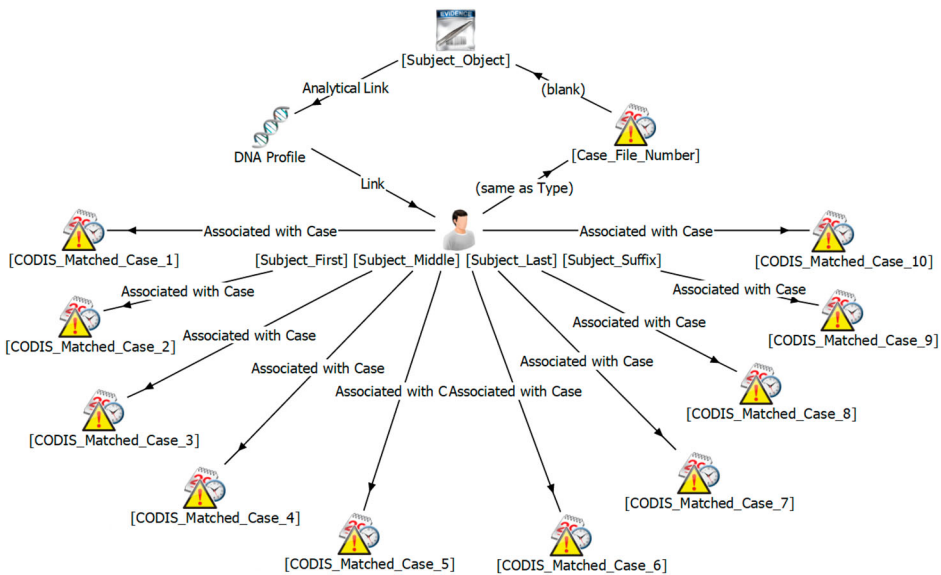 EVIDENCE
[Subject_Object]
Analytical Link
(blank)
DNA Profile
[Case_File_Number]
Link
(same as Type)
[CODIS_Matched_Case_1]
Associated with Case
Associated with Case
[CODIS_Matched_Case_10]
[Subject_First] [Subject_Middle] [Subject_Last] [Subject_Suffix]
Associated with Case
[CODIS_Matched_Case_2]
Associated with Case
[CODIS_Matched_Case_9]
Associated with Case
Associated with Case
[CODIS_Matched_Case_3]
Associated with Case
Associated with Case
[CODIS_Matched_Case_8]
Associated with C
Associated with Case
[CODIS_Matched_Case_4]
[CODIS_Matched_Case_7]
[CODIS_Matched_Case_5]
[CODIS_Matched_Case_6]